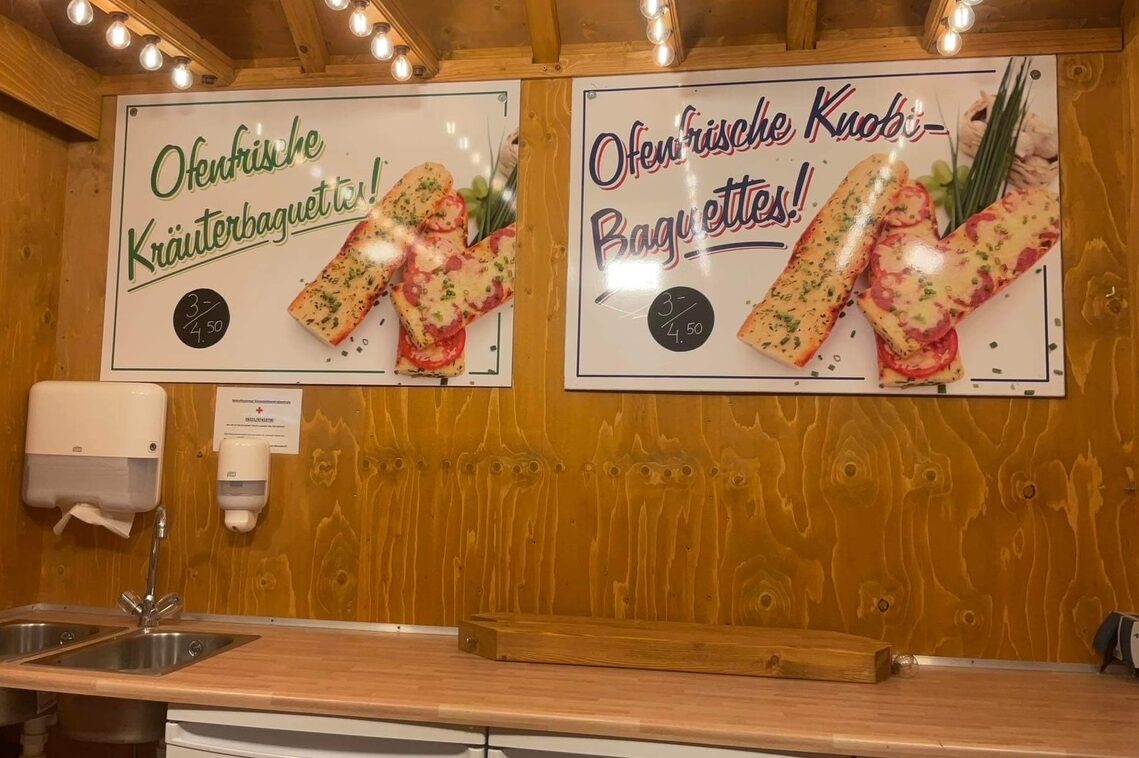 Ofenfrische
Kräuterbaguettes!
3,-
4.50
Ofenfrische Knobi-
Baguettes!
3,-
4.50